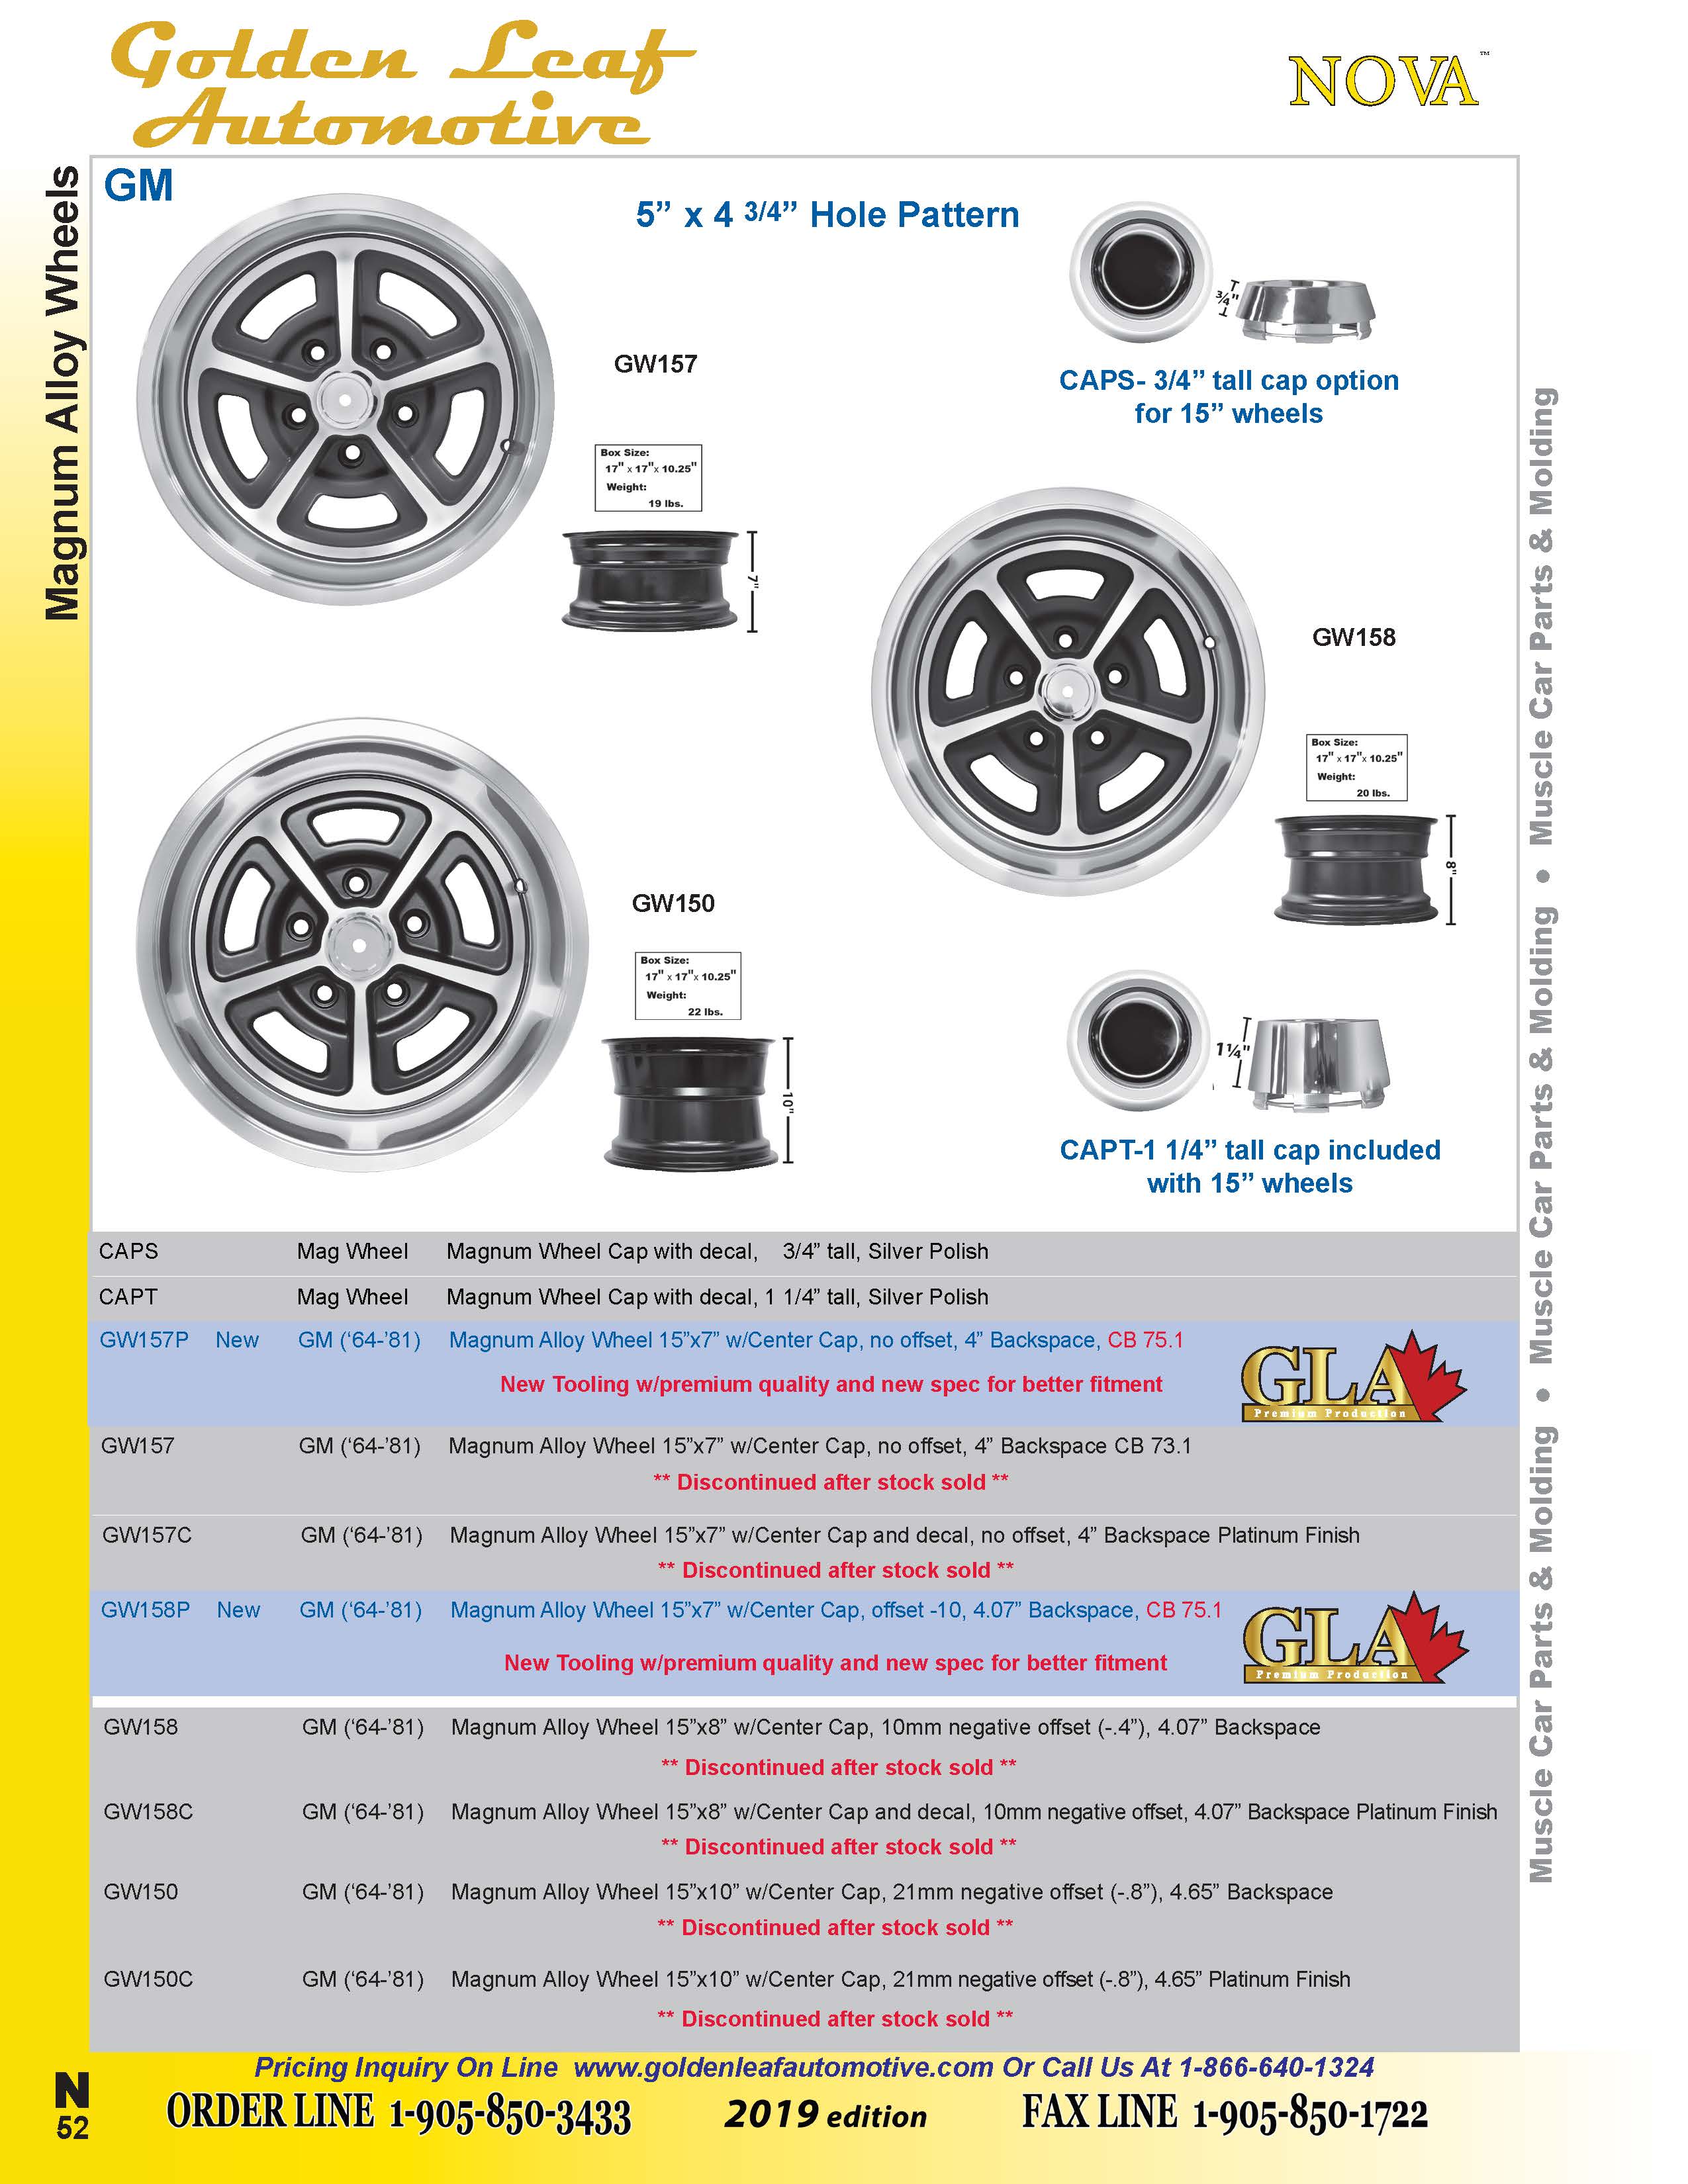 Golden Leaf
Automotive
NOVA™
Magnum Alloy Wheels
GM
5” x 4 3/4” Hole Pattern
3/4"
GW157
CAPS- 3/4” tall cap option
for 15” wheels
Box Size:
17" x 17"x 10.25"
Weight:
19 lbs.
7"
GW158
Box Size:
17" x 17"x 10.25"
Weight:
20 lbs.
8"
GW150
Box Size:
17" x 17"x 10.25"
Weight:
22 lbs.
10"
1¼"
CAPT-1 1/4” tall cap included
with 15” wheels
CAPS Mag Wheel Magnum Wheel Cap with decal, 3/4” tall, Silver Polish
CAPT Mag Wheel Magnum Wheel Cap with decal, 1 1/4” tall, Silver Polish
GW157P New GM (‘64-’81) Magnum Alloy Wheel 15”x7” w/Center Cap, no offset, 4” Backspace, CB 75.1
New Tooling w/premium quality and new spec for better fitment
GLA
Premium Production
GW157 GM (‘64-’81) Magnum Alloy Wheel 15”x7” w/Center Cap, no offset, 4” Backspace CB 73.1
** Discontinued after stock sold **
GW157C GM (‘64-’81) Magnum Alloy Wheel 15”x7” w/Center Cap and decal, no offset, 4” Backspace Platinum Finish
** Discontinued after stock sold **
GW158P New GM (‘64-’81) Magnum Alloy Wheel 15”x7” w/Center Cap, offset -10, 4.07” Backspace, CB 75.1
New Tooling w/premium quality and new spec for better fitment
GLA
Premium Production
GW158 GM (‘64-’81) Magnum Alloy Wheel 15”x8” w/Center Cap, 10mm negative offset (-.4”), 4.07” Backspace
** Discontinued after stock sold **
GW158C GM (‘64-’81) Magnum Alloy Wheel 15”x8” w/Center Cap and decal, 10mm negative offset, 4.07” Backspace Platinum Finish
** Discontinued after stock sold **
GW150 GM (‘64-’81) Magnum Alloy Wheel 15”x10” w/Center Cap, 21mm negative offset (-.8”), 4.65” Backspace
** Discontinued after stock sold **
GW150C GM (‘64-’81) Magnum Alloy Wheel 15”x10” w/Center Cap, 21mm negative offset (-.8”), 4.65” Platinum Finish
** Discontinued after stock sold **
Muscle Car Parts & Molding • Muscle Car Parts & Molding • Muscle Car Parts & Molding
Pricing Inquiry On Line www.goldenleafautomotive.com Or Call Us At 1-866-640-1324
N
52
ORDER LINE 1-905-850-3433 2019 edition FAX LINE 1-905-850-1722